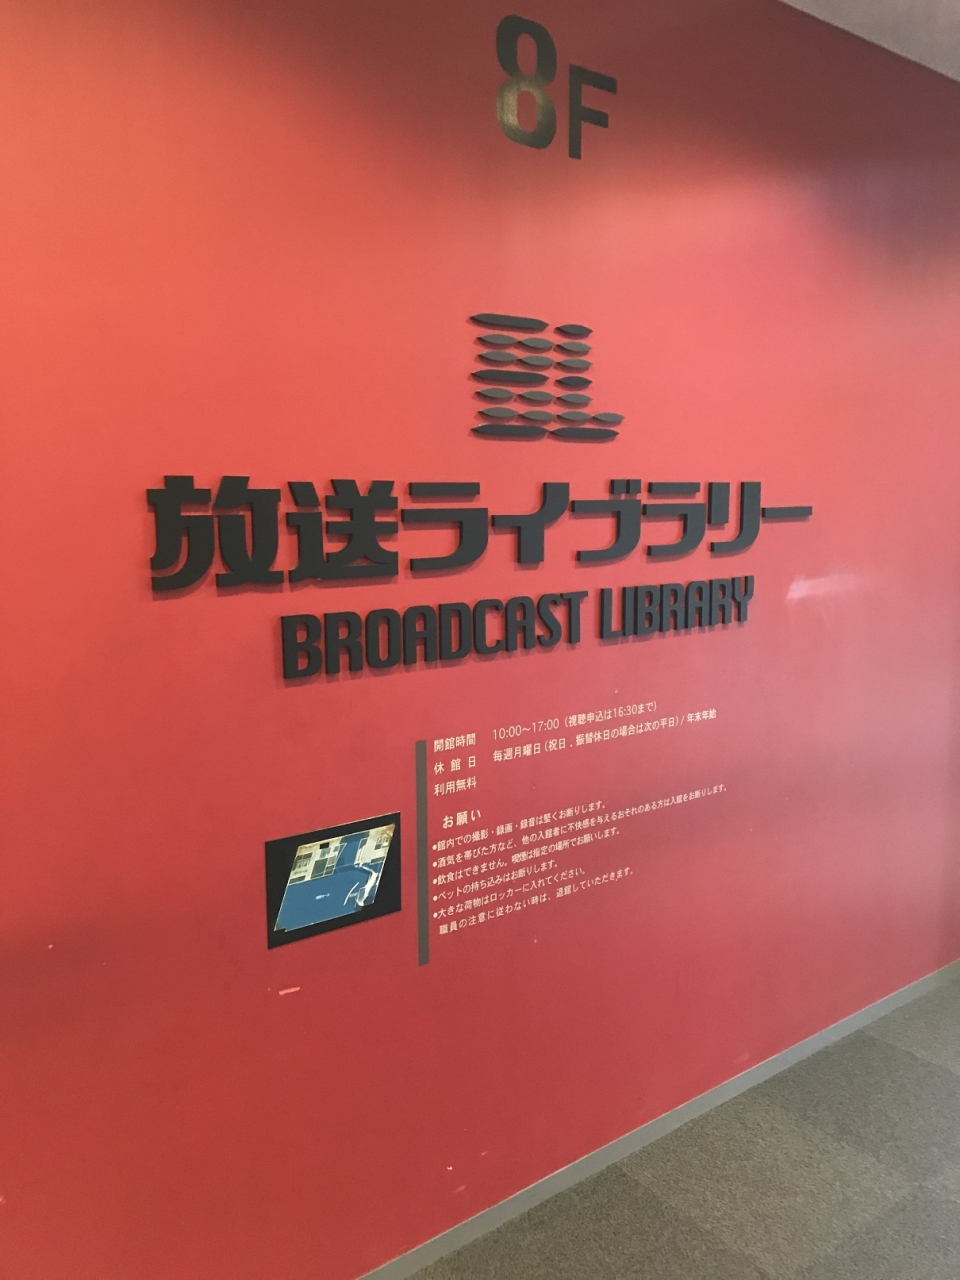 8F
放送ライブラリー
BROADCAST LIBRARY
開館時間 10:00〜17:00（視聴申込は16:30まで）
休館日 毎週月曜日（祝日、振替休日の場合は次の平日）/ 年末年始
利用無料
お願い
●館内での撮影・録画・録音は堅くお断りします。
●酒気を帯びた方など、他の入館者に不快感を与えるおそれのある方は入館をお断りします。
●飲食はできません。喫煙は指定の場所でお願いします。
●ペットの持ち込みはお断りします。
●大きな荷物はロッカーに入れてください。
職員の注意に従わない時は、退館していただきます。